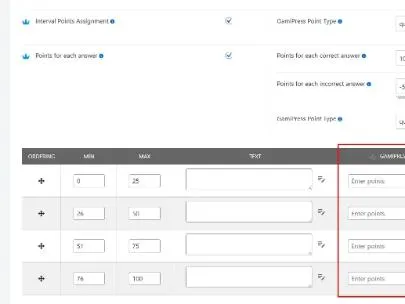 Interval Points Assignment
GamiPress Point Type
Points for each answer
Points for each correct answer
10
Points for each incorrect answer
-5
GamiPress Point Type
ORDERING MIN MAX TEXT GAMIPRE
0 25 Enter points
26 50 Enter points
51 75 Enter points
76 100 Enter points